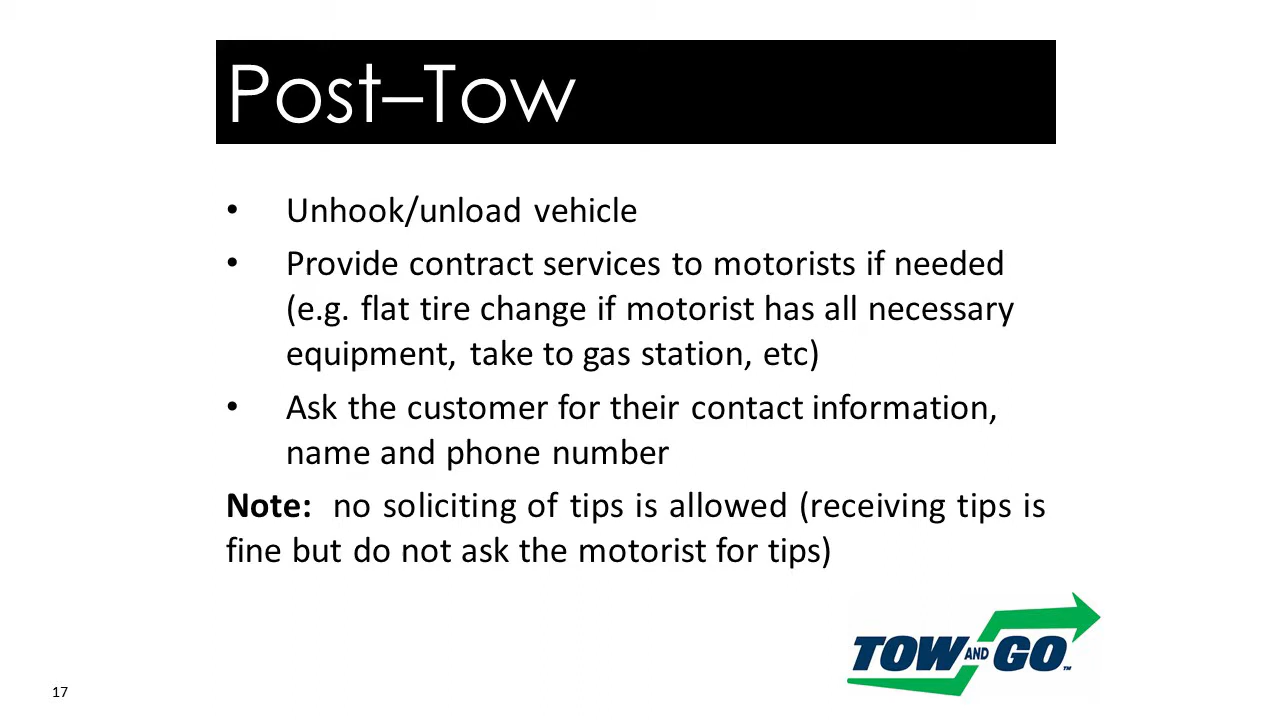 Post–Tow
• Unhook/unload vehicle
• Provide contract services to motorists if needed
(e.g. flat tire change if motorist has all necessary
equipment, take to gas station, etc)
• Ask the customer for their contact information,
name and phone number
Note: no soliciting of tips is allowed (receiving tips is
fine but do not ask the motorist for tips)
TOW AND GO™
17